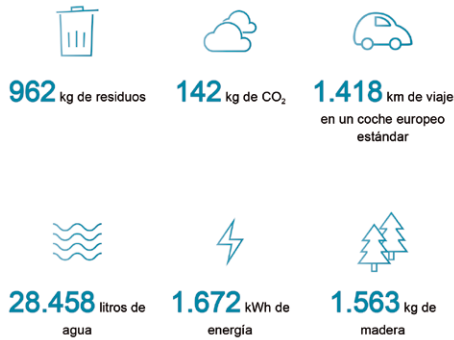 962 kg de residuos
142 kg de CO₂
1.418 km de viaje
en un coche europeo
estándar
28.458 litros de
agua
1.672 kWh de
energía
1.563 kg de
madera